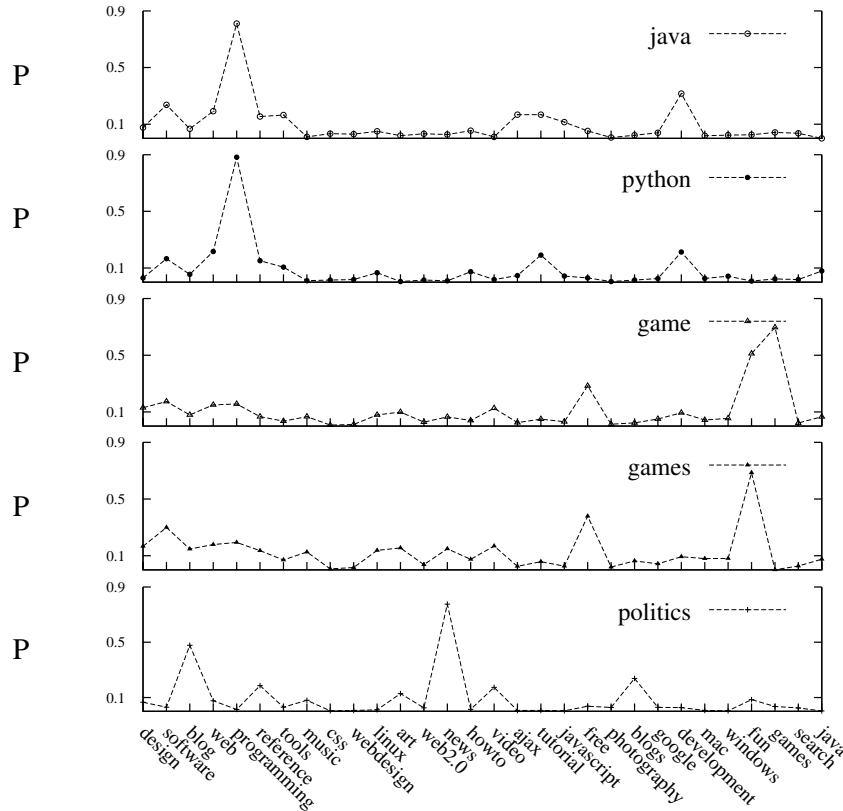 0.9
java
P
0.5
0.1
0.9
python
P
0.5
0.1
0.9
game
P
0.5
0.1
0.9
games
P
0.5
0.1
0.9
politics
P
0.5
0.1
design
software
blog
web
programming
reference
tools
music
css
webdesign
linux
art
web2.0
news
howto
video
ajax
tutorial
javascript
free
photography
blogs
google
development
mac
windows
fun
games
search
java